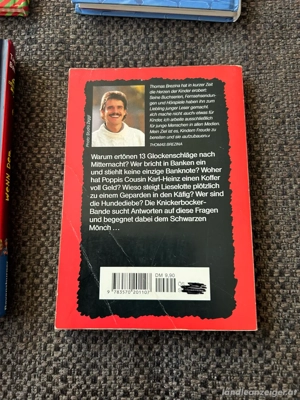 Thomas Brezina hat in kurzer Zeit
die Herzen der Kinder erobert.
Seine Buchserien, Fernsehsendun-
gen und Hörspiele haben ihn zum
Liebling junger Leser gemacht.
für
Kinder, ich arbeite ausschließlich
für junge Menschen in allen Medien.
Mein Ziel ist es, Kindern Freude zu
bereiten und sie aufzubauen.«
THOMAS BREZINA
Warum ertönen 13 Glockenschläge nach
Mitternacht? Wer bricht in Banken ein
und stiehlt keine einzige Banknote? Woher
hat Poppis Cousin Karl-Heinz einen Koffer
voll Geld? Wieso steigt Lieselotte plötzlich
zu einem Geparden in den Käfig? Wer sind
die Hundediebe? Die Knickerbocker-
Bande sucht Antworten auf diese Fragen
und begegnet dabei dem Schwarzen
Mönch ...
DM 9.80
landleanzeiger.at